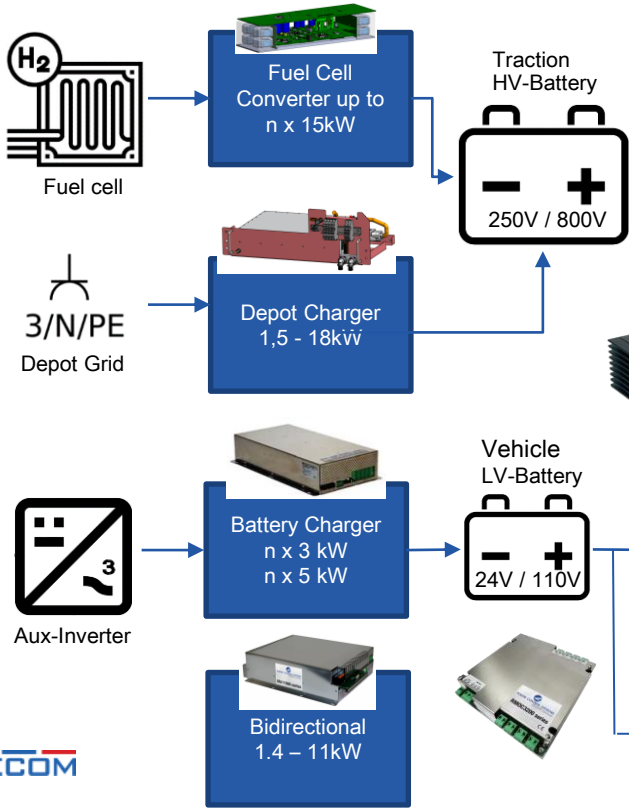 H2
Fuel cell
Fuel Cell
Converter up to
n x 15kW
Traction
HV-Battery
250V / 800V
3/N/PE
Depot Grid
Depot Charger
1,5 - 18kW
3
Aux-Inverter
Battery Charger
n x 3 kW
n x 5 kW
Vehicle
LV-Battery
24V / 110V
Bidirectional
1.4 – 11kW
ECOM